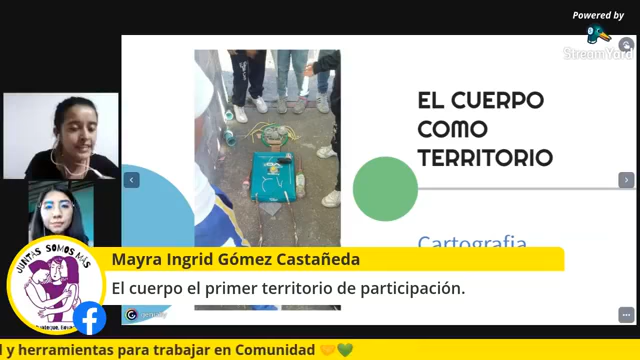 Powered by
StreamYard
EL CUERPO
COMO
TERRITORIO
Cartografia
JUNTAS SOMOS MÁS
Mayra Ingrid Gómez Castañeda
El cuerpo el primer territorio de participación.
y herramientas para trabajar en Comunidad 🤝💚